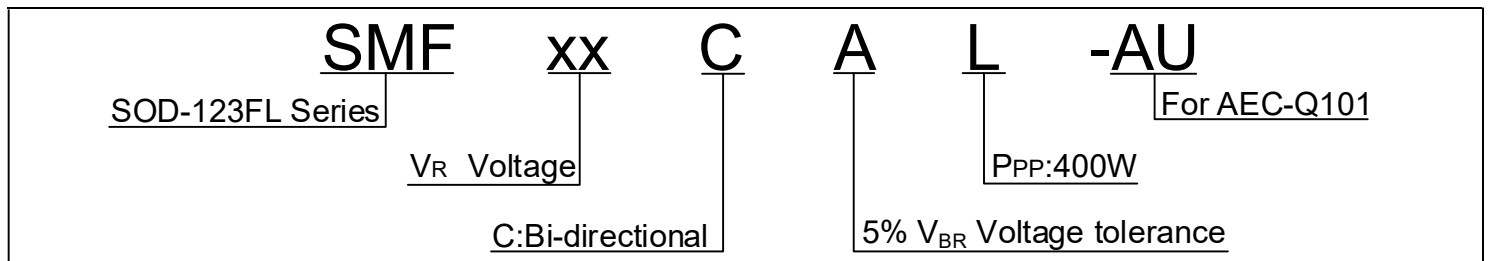 SMF xx C A L -AU
SOD-123FL Series
For AEC-Q101
VR Voltage
PPP:400W
C:Bi-directional
5% VBR Voltage tolerance